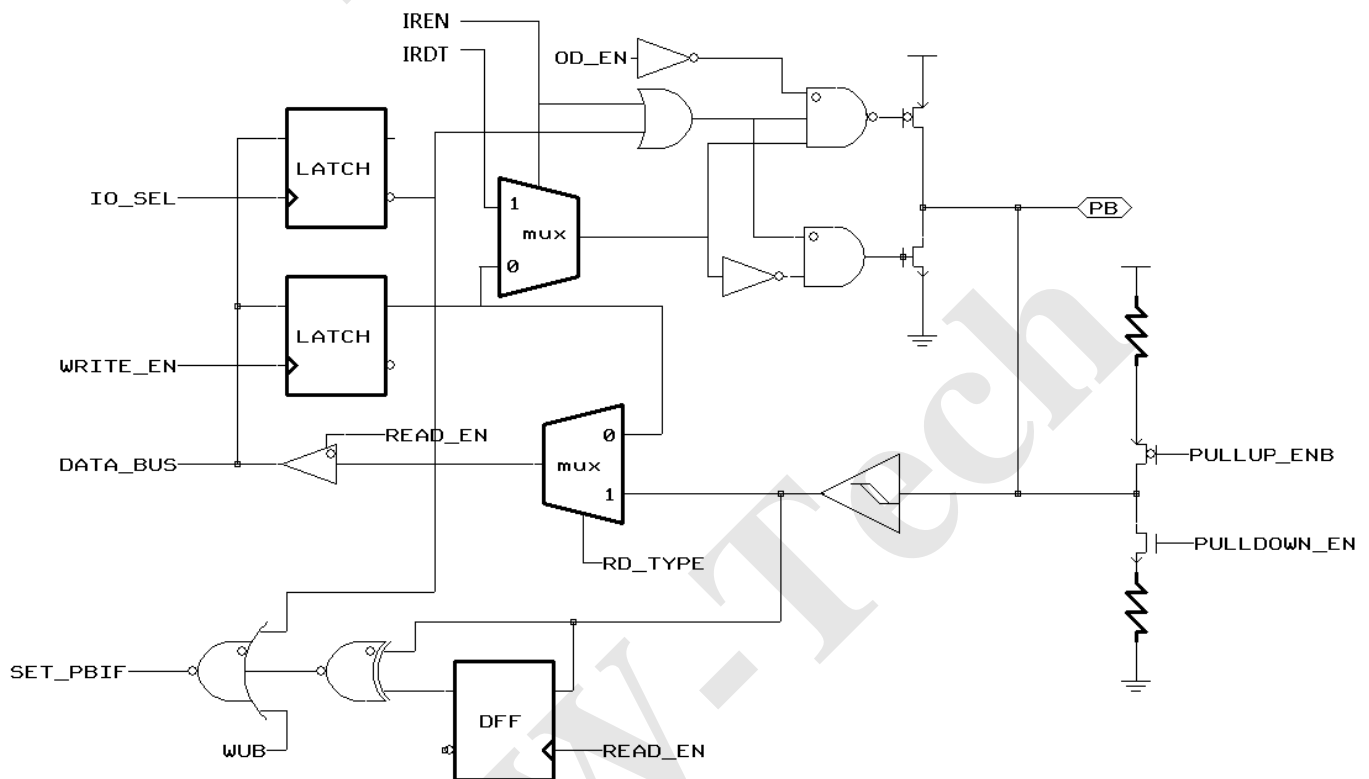 IREN
IRDT
OD_EN
LATCH
IO_SEL
1
mux
0
PB
LATCH
WRITE_EN
READ_EN
0
DATA_BUS
mux
1
PULLUP_ENB
PULLDOWN_EN
RD_TYPE
SET_PBIF
DFF
WUB
READ_EN
W-Tech